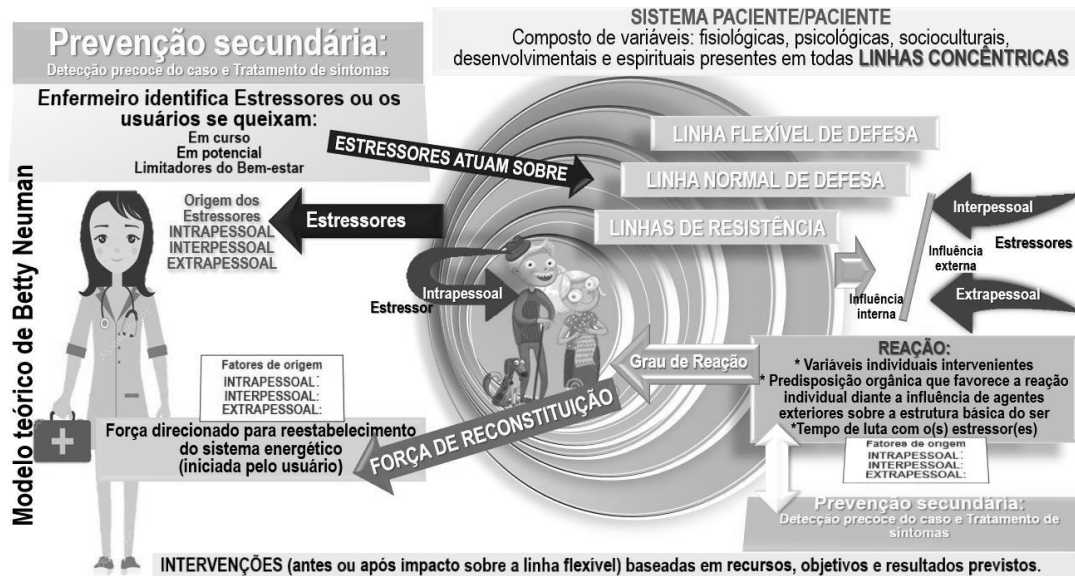 SISTEMA PACIENTE/PACIENTE
Composto de variáveis: fisiológicas, psicológicas, socioculturais,
desenvolvimentais e espirituais presentes em todas LINHAS CONCÊNTRICAS
Prevenção secundária:
Detecção precoce do caso e Tratamento de sintomas
Enfermeiro identifica Estressores ou os
usuários se queixam:
Em curso
Em potencial
Limitadores do Bem-estar
ESTRESSORES ATUAM SOBRE
LINHA FLEXÍVEL DE DEFESA
LINHA NORMAL DE DEFESA
LINHAS DE RESISTÊNCIA
Origem dos
Estressores
INTRAPESSOAL
INTERPESSOAL
EXTRAPESSOAL
Estressores
Intrapessoal
Estressor
Interpessoal
Estressores
Influência
externa
Extrapessoal
Influência
interna
Modelo teórico de Betty Neuman
Grau de Reação
REAÇÃO:
* Variáveis individuais intervenientes
* Predisposição orgânica que favorece a reação
individual diante a influência de agentes
exteriores sobre a estrutura básica do ser
*Tempo de luta com o(s) estressor(es)
Fatores de origem
INTRAPESSOAL:
INTERPESSOAL:
EXTRAPESSOAL:
FORÇA DE RECONSTITUIÇÃO
Força direcionado para reestabelecimento
do sistema energético
(iniciada pelo usuário)
Fatores de origem
INTRAPESSOAL:
INTERPESSOAL:
EXTRAPESSOAL:
Prevenção secundária:
Detecção precoce do caso e Tratamento de
sintomas
INTERVENÇÕES (antes ou após impacto sobre a linha flexível) baseadas em recursos, objetivos e resultados previstos.